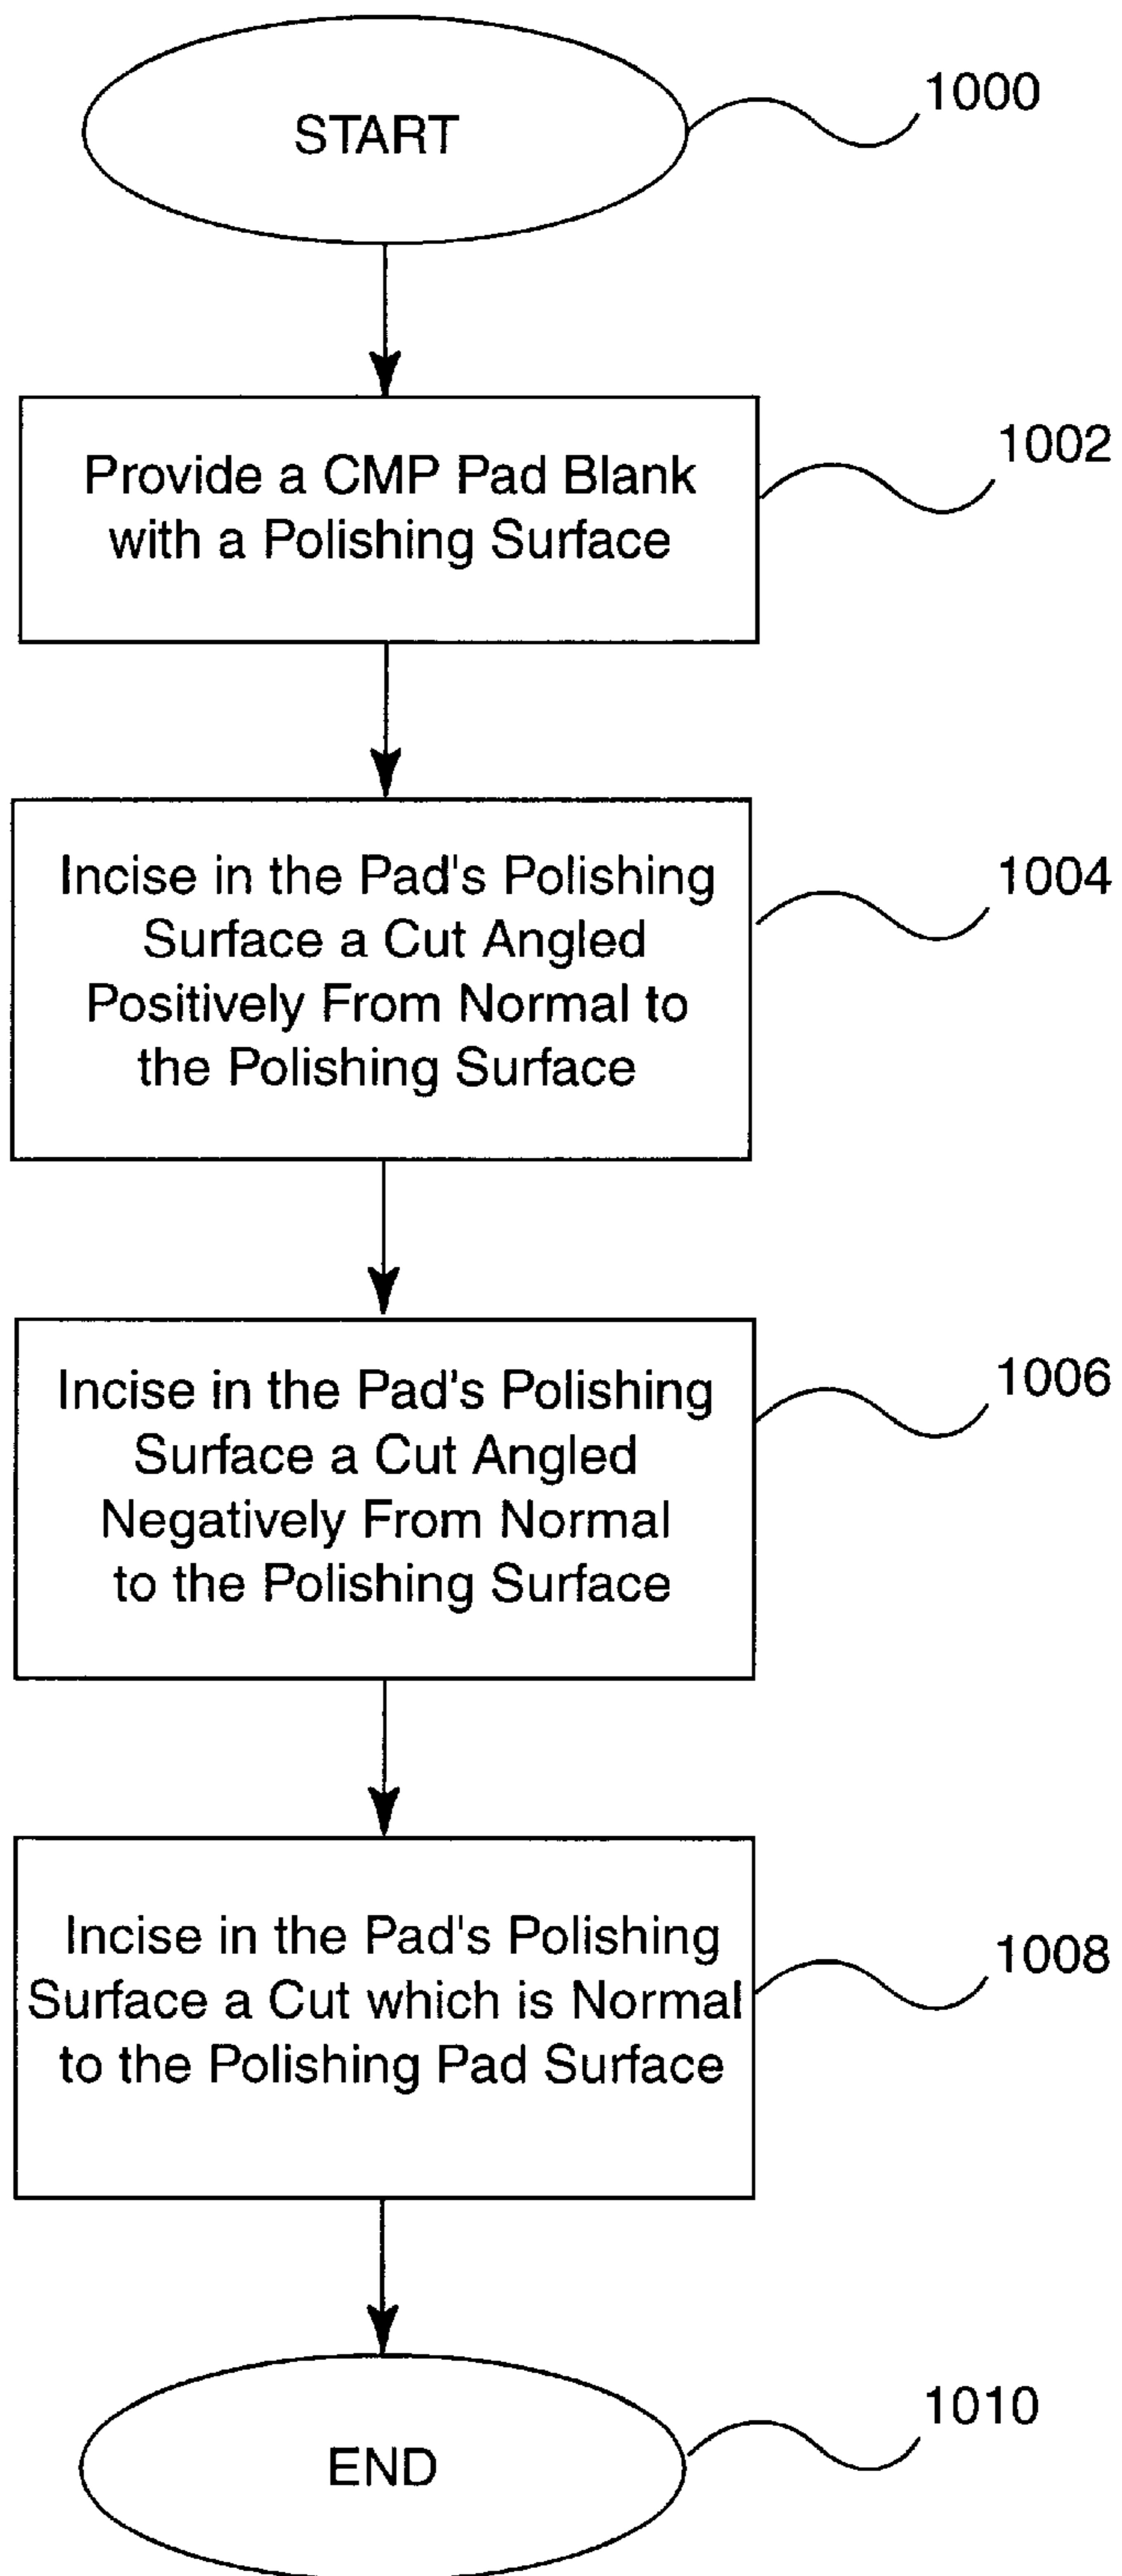 START
1000
Provide a CMP Pad Blank
with a Polishing Surface
1002
Incise in the Pad's Polishing
Surface a Cut Angled
Positively From Normal to
the Polishing Surface
1004
Incise in the Pad's Polishing
Surface a Cut Angled
Negatively From Normal
to the Polishing Surface
1006
Incise in the Pad's Polishing
Surface a Cut which is Normal
to the Polishing Pad Surface
1008
END
1010